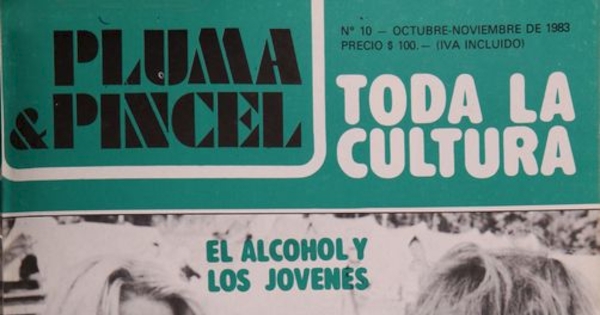 PLUMA
&PINCEL
Nº 10 — OCTUBRE-NOVIEMBRE DE 1983
PRECIO $ 100.— (IVA INCLUIDO)
TODA LA
CULTURA
EL ALCOHOL Y
LOS JOVENES